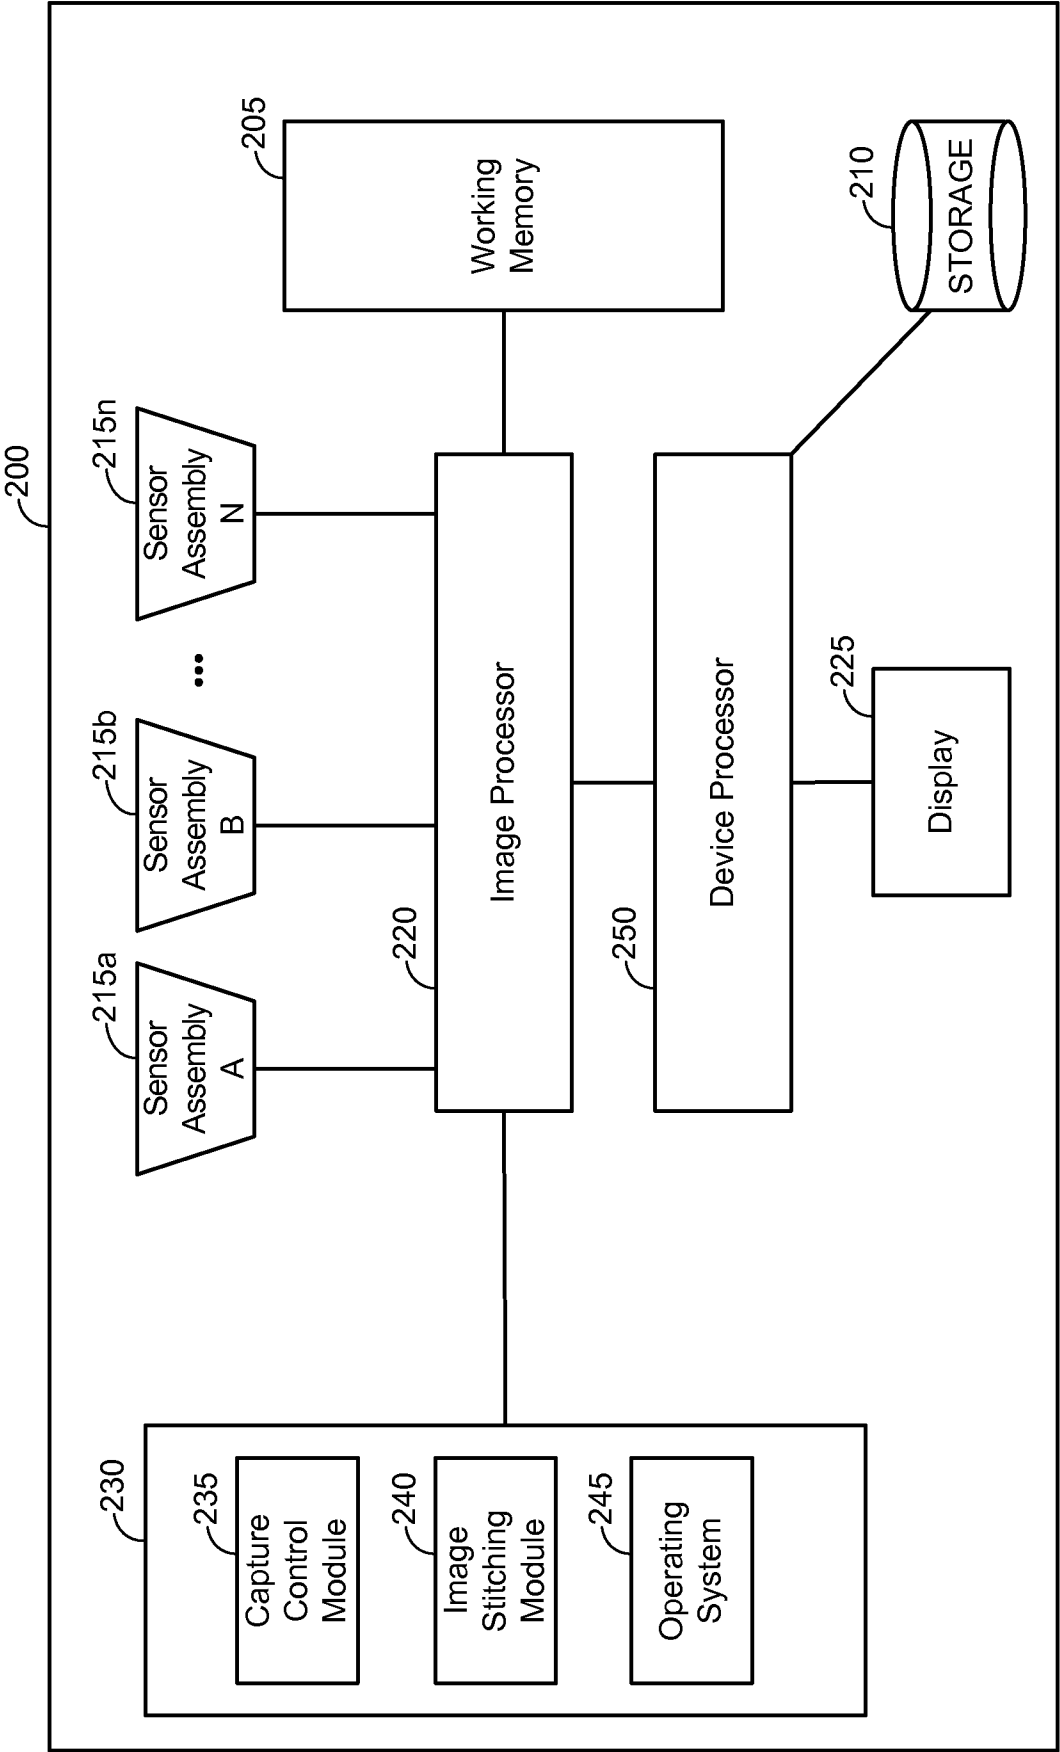 200
230
235
Capture
Control
Module
240
Image
Stitching
Module
245
Operating
System
215a
Sensor
Assembly
A
215b
Sensor
Assembly
B
...
215n
Sensor
Assembly
N
220
Image Processor
205
Working
Memory
250
Device Processor
225
Display
210
STORAGE